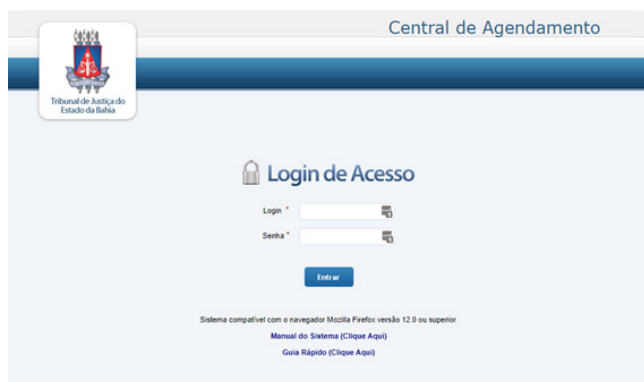 Central de Agendamento
Tribunal de Justiça do
Estado da Bahia
Login de Acesso
Login *
Senha *
Entrar
Sistema compatível com o navegador Mozilla Firefox versão 12.0 ou superior.
Manual do Sistema (Clique Aqui)
Guia Rápido (Clique Aqui)